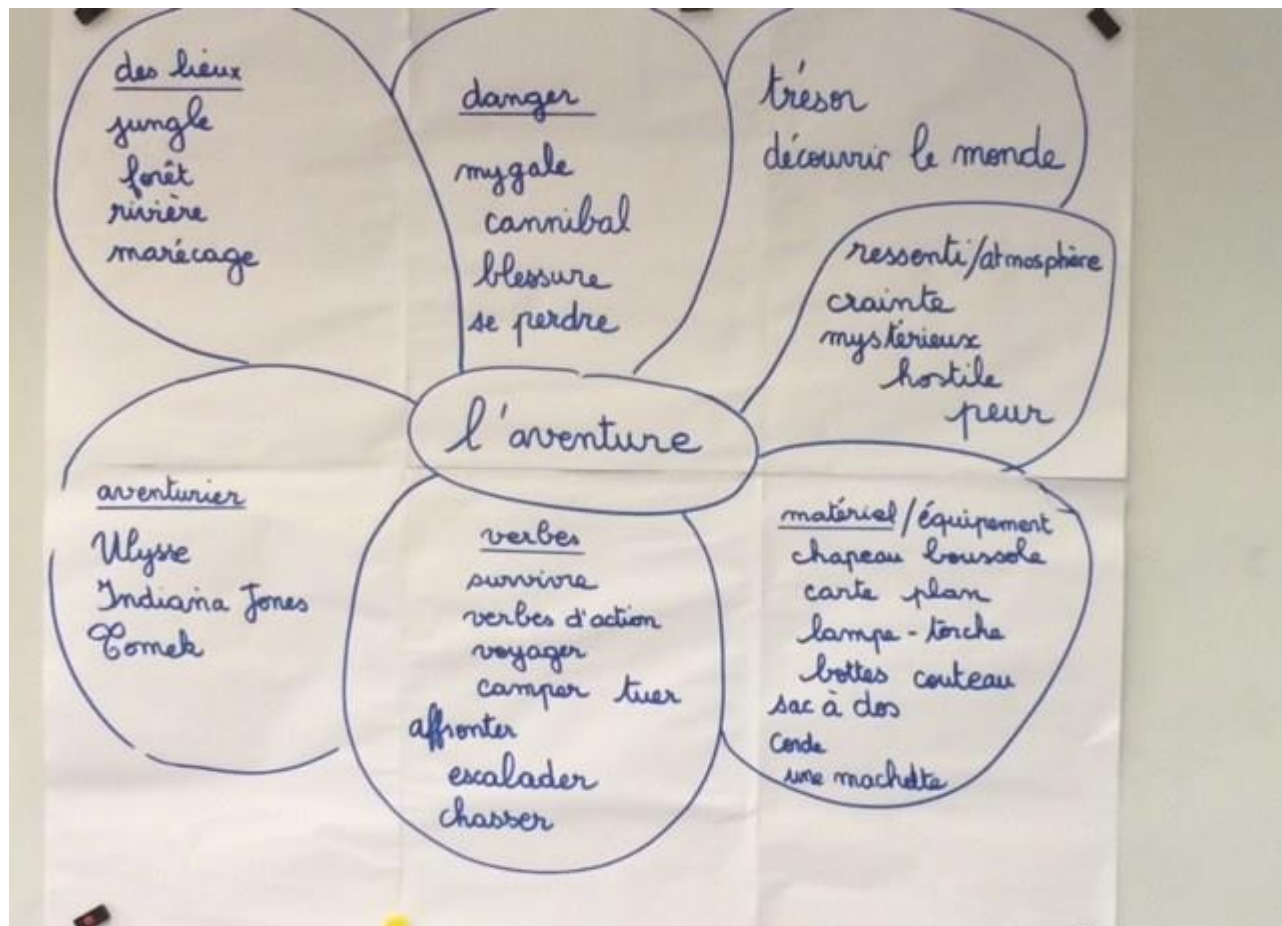 des lieux
jungle
forêt
rivière
marécage
danger
mygale
cannibal
blessure
se perdre
trésor
découvrir le monde
ressenti/atmosphère
crainte
mystérieux
hostile
peur
l'aventure
aventurier
Ulysse
Indiana Jones
Tomek
verbes
survivre
verbes d'action
voyager
camper tuer
affronter
escalader
chasser
matériel/équipement
chapeau boussole
carte plan
lampe-torche
bottes couteau
sac à dos
corde
une machette